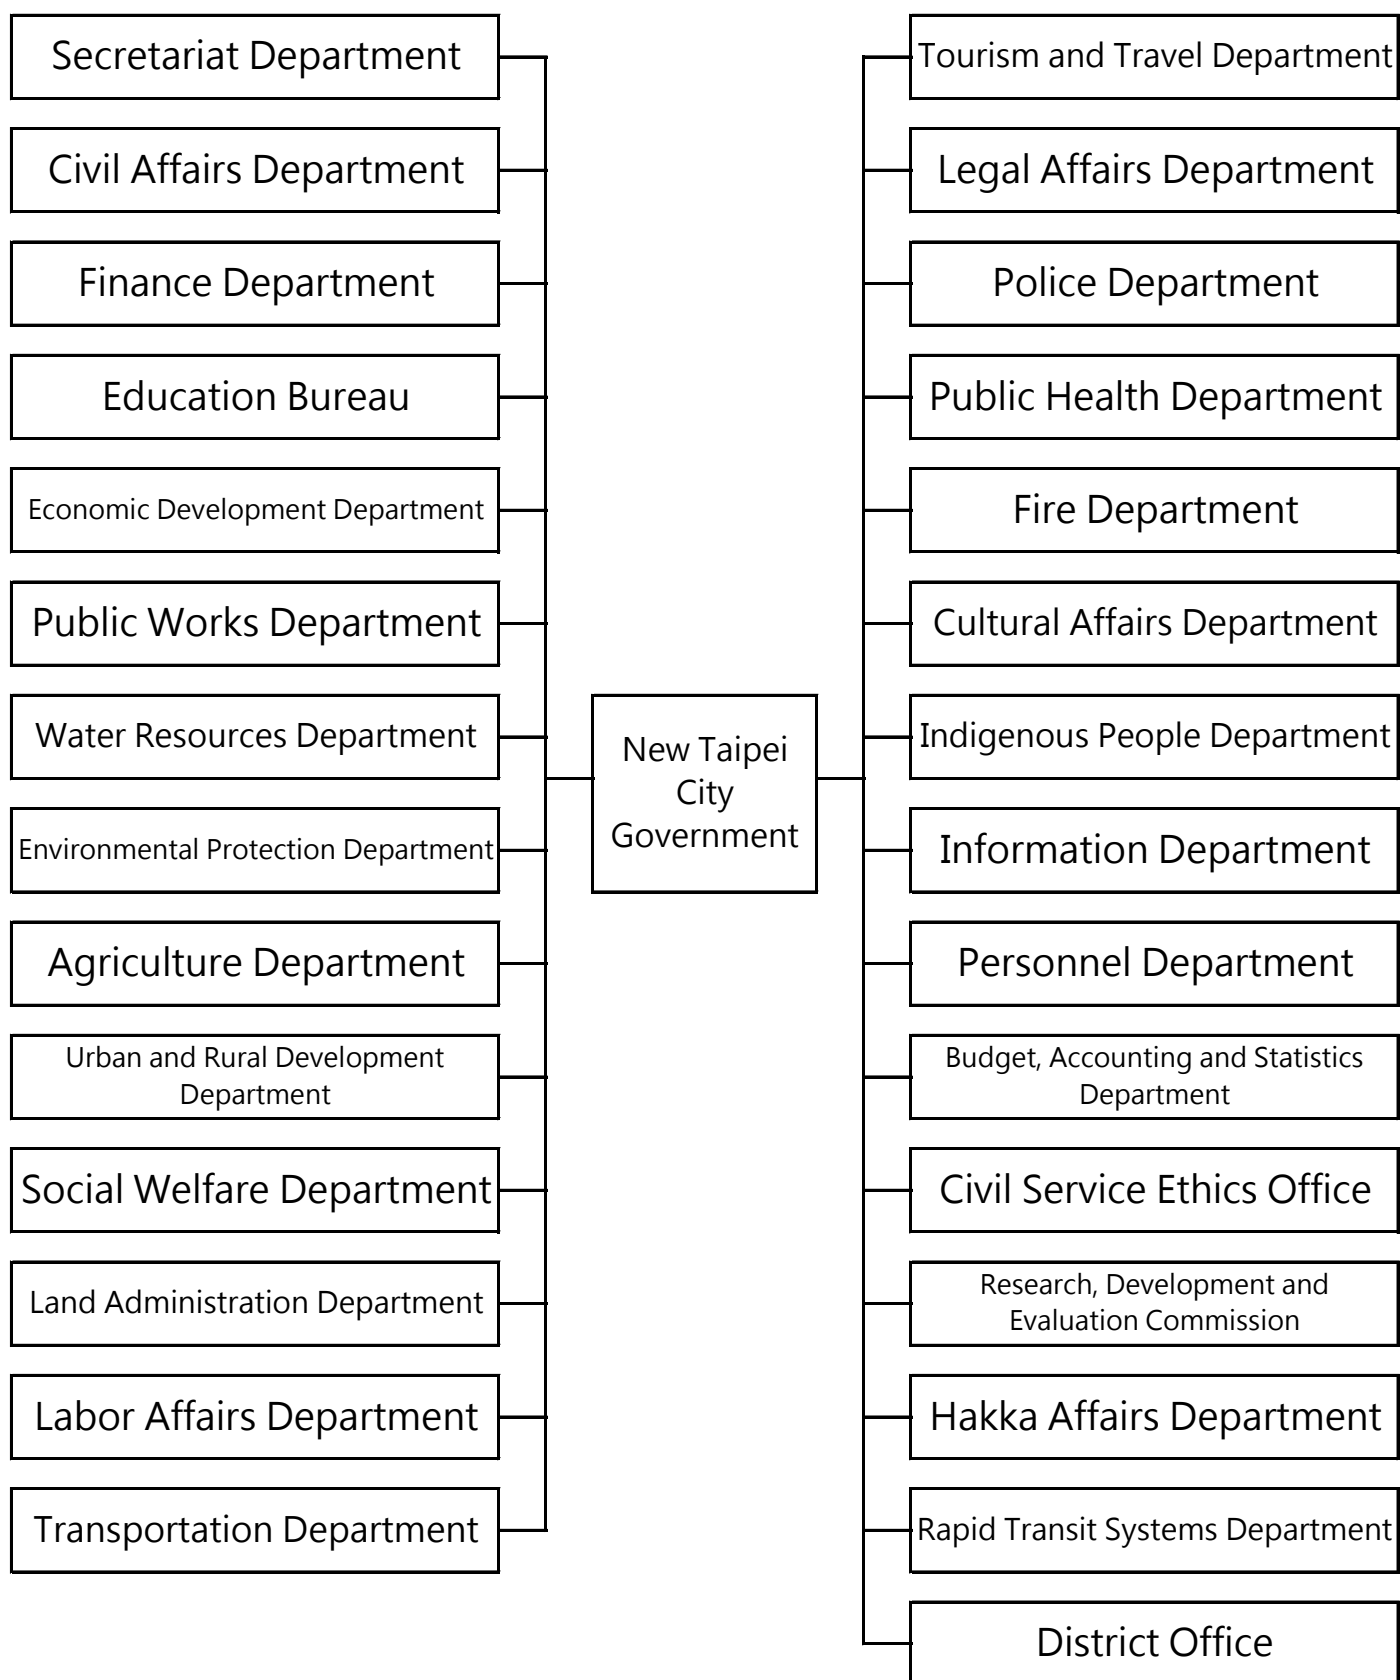 Secretariat Department
Civil Affairs Department
Finance Department
Education Bureau
Economic Development Department
Public Works Department
Water Resources Department
Environmental Protection Department
Agriculture Department
Urban and Rural Development
Department
Social Welfare Department
Land Administration Department
Labor Affairs Department
Transportation Department
New Taipei
City
Government
Tourism and Travel Department
Legal Affairs Department
Police Department
Public Health Department
Fire Department
Cultural Affairs Department
Indigenous People Department
Information Department
Personnel Department
Budget, Accounting and Statistics
Department
Civil Service Ethics Office
Research, Development and
Evaluation Commission
Hakka Affairs Department
Rapid Transit Systems Department
District Office